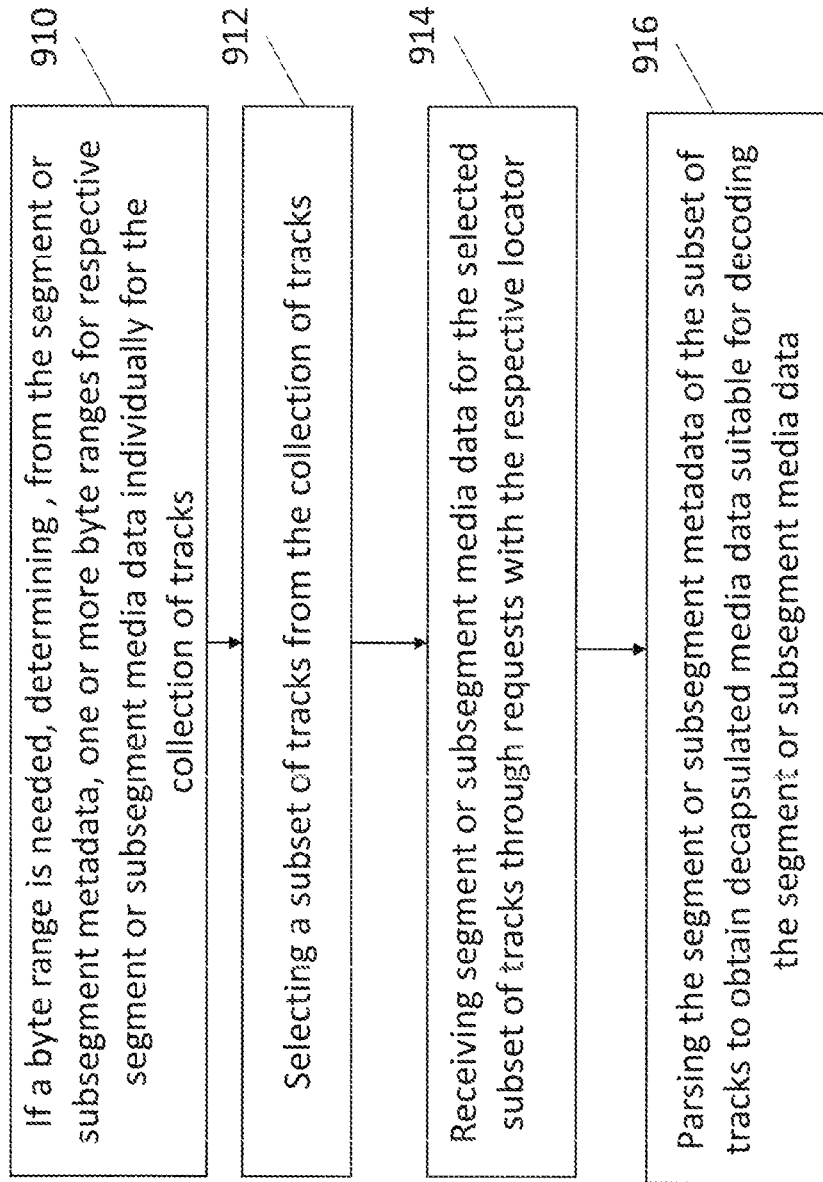 If a byte range is needed, determining , from the segment or
subsegment metadata, one or more byte ranges for respective
segment or subsegment media data individually for the
collection of tracks
910
Selecting a subset of tracks from the collection of tracks
912
Receiving segment or subsegment media data for the selected
subset of tracks through requests with the respective locator
914
Parsing the segment or subsegment metadata of the subset of
tracks to obtain decapsulated media data suitable for decoding
the segment or subsegment media data
916